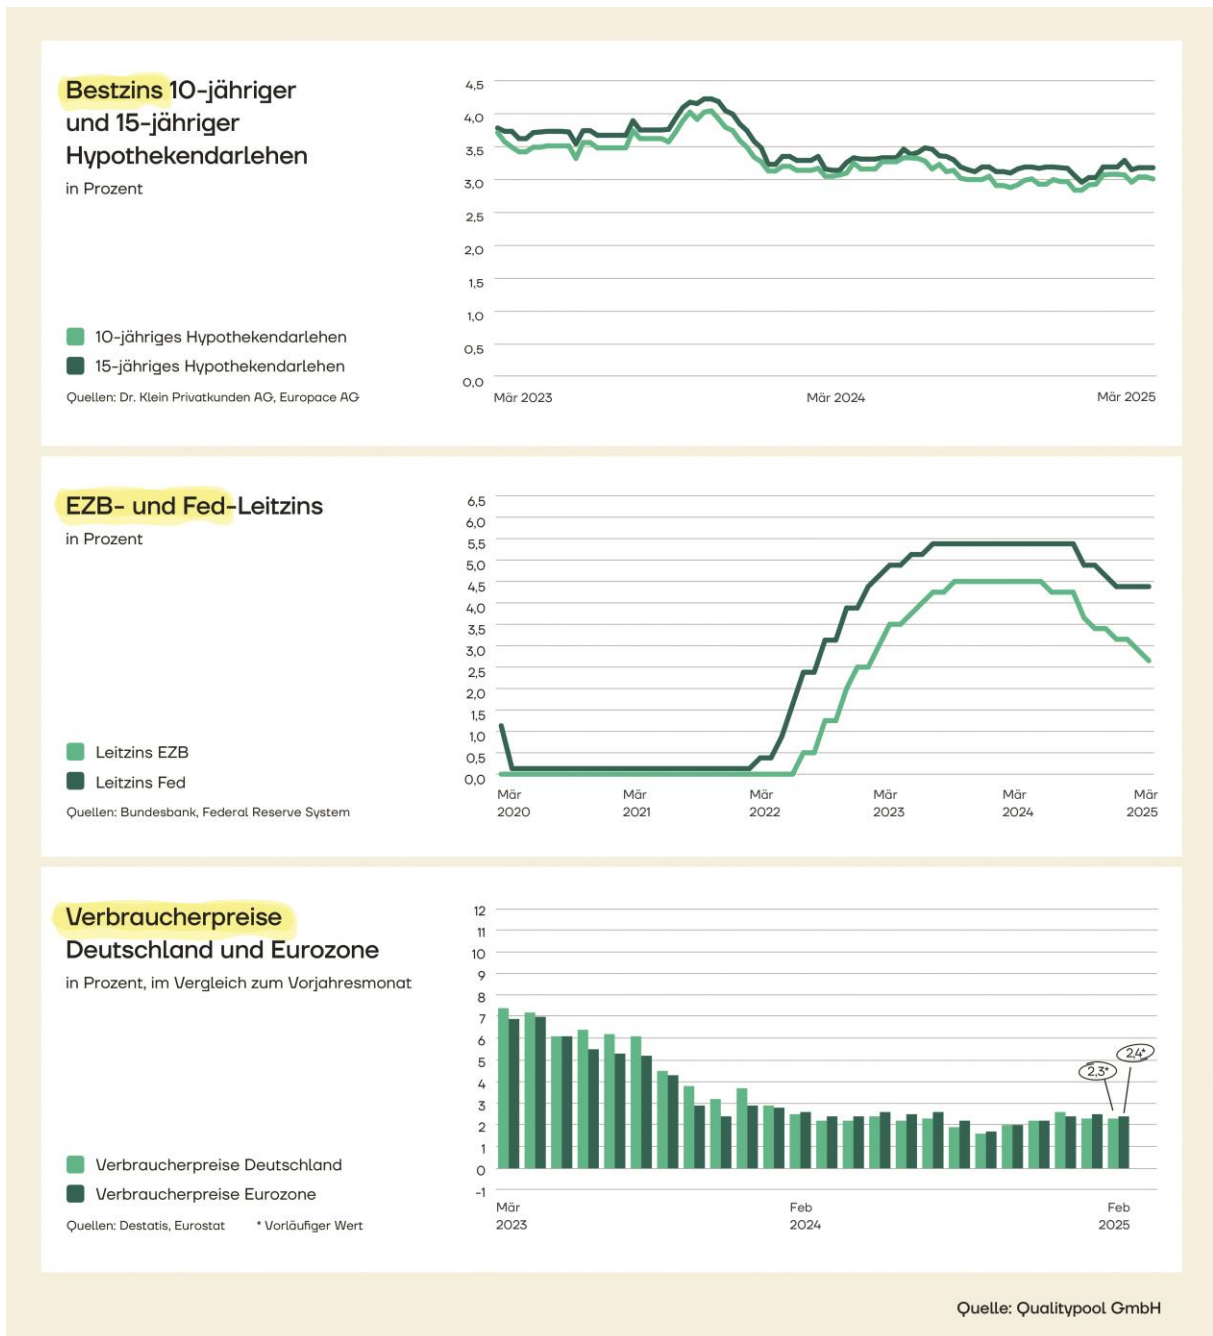 Bestzins 10-jähriger
und 15-jähriger
Hypothekendarlehen
in Prozent
10-jähriges Hypothekendarlehen
15-jähriges Hypothekendarlehen
Quellen: Dr. Klein Privatkunden AG, Europace AG
4,5
4,0
3,5
3,0
2,5
2,0
1,5
1,0
0,5
0,0
Mär 2023 Mär 2024 Mär 2025
EZB- und Fed-Leitzins
in Prozent
Leitzins EZB
Leitzins Fed
Quellen: Bundesbank, Federal Reserve System
6,5
6,0
5,5
5,0
4,5
4,0
3,5
3,0
2,5
2,0
1,5
1,0
0,5
0,0
Mär Mär Mär Mär Mär Mär
2020 2021 2022 2023 2024 2025
Verbraucherpreise
Deutschland und Eurozone
in Prozent, im Vergleich zum Vorjahresmonat
Verbraucherpreise Deutschland
Verbraucherpreise Eurozone
Quellen: Destatis, Eurostat * Vorläufiger Wert
12
11
10
9
8
7
6
5
4
3
2
1
0
-1
2,4*
2,3*
Mär Feb Feb
2023 2024 2025
Quelle: Qualitypool GmbH